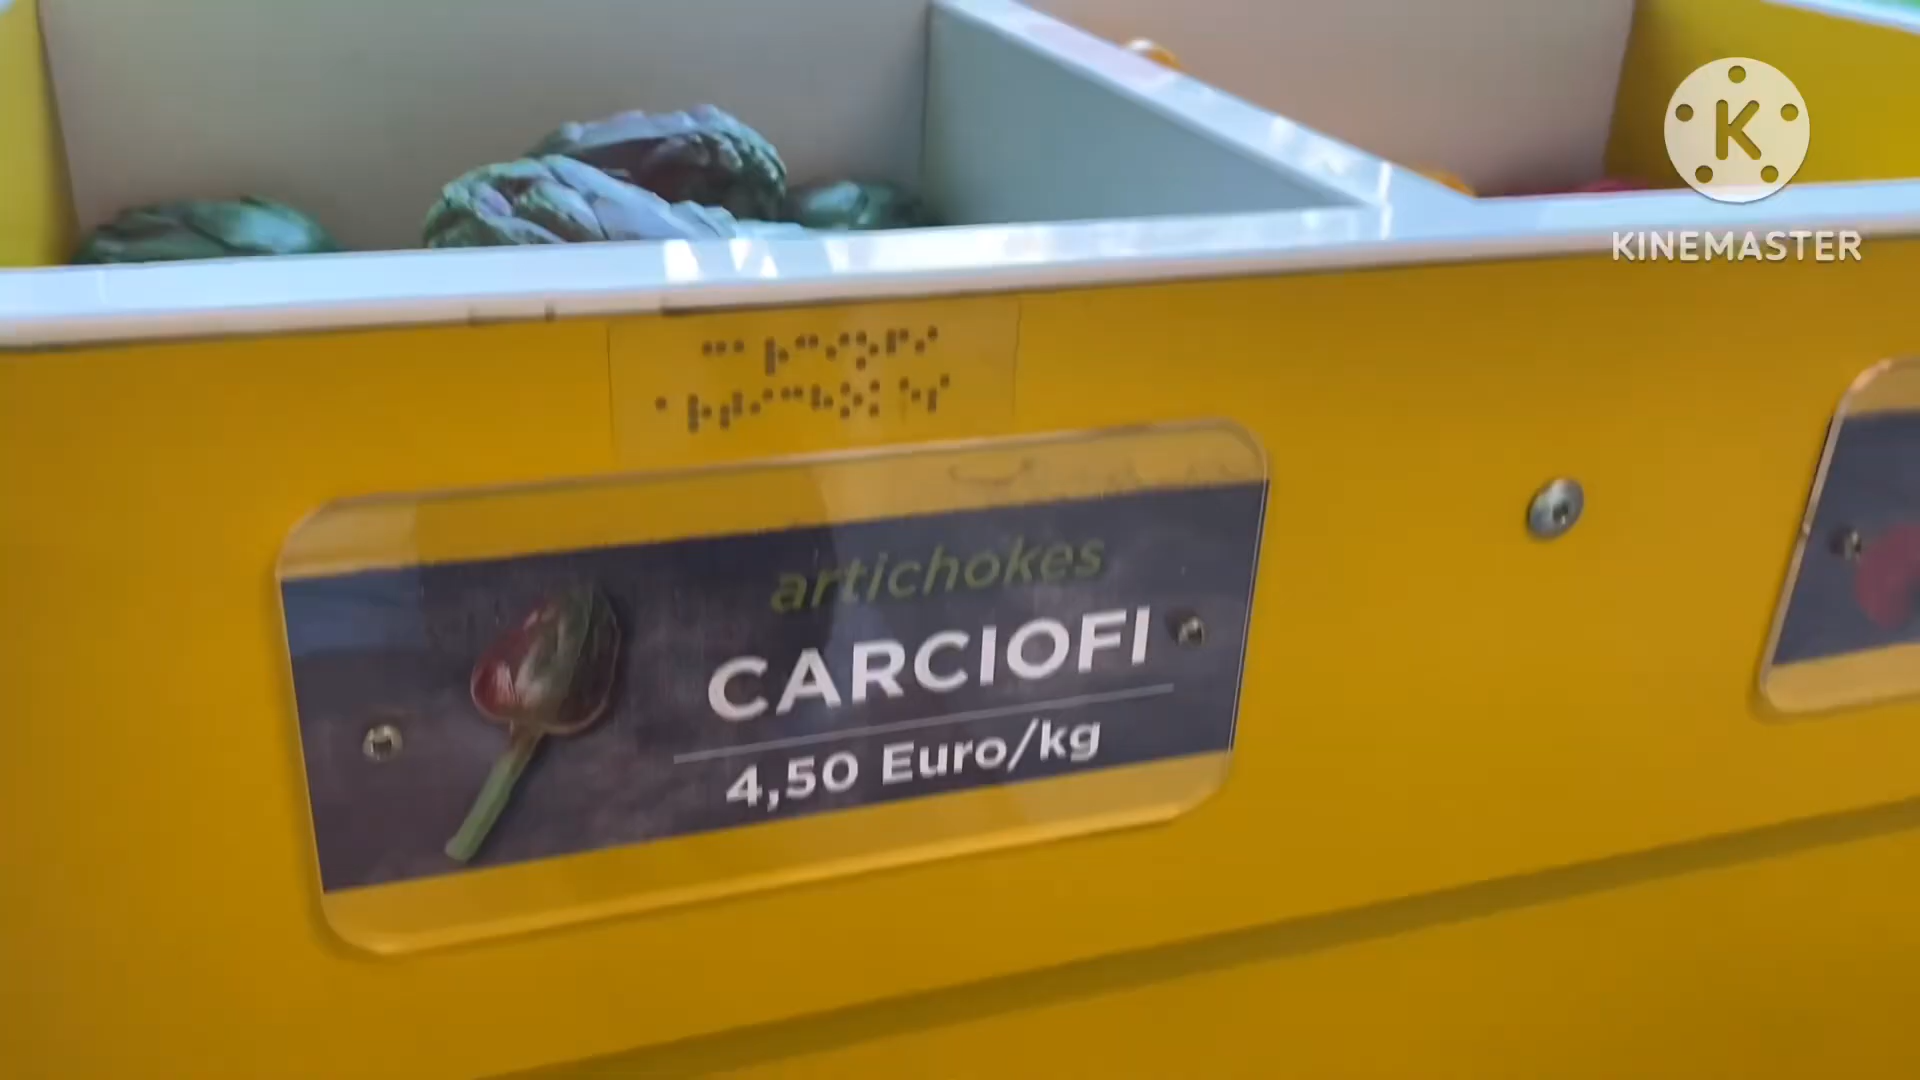 K
KINEMASTER
artichokes
CARCIOFI
4,50 Euro/kg